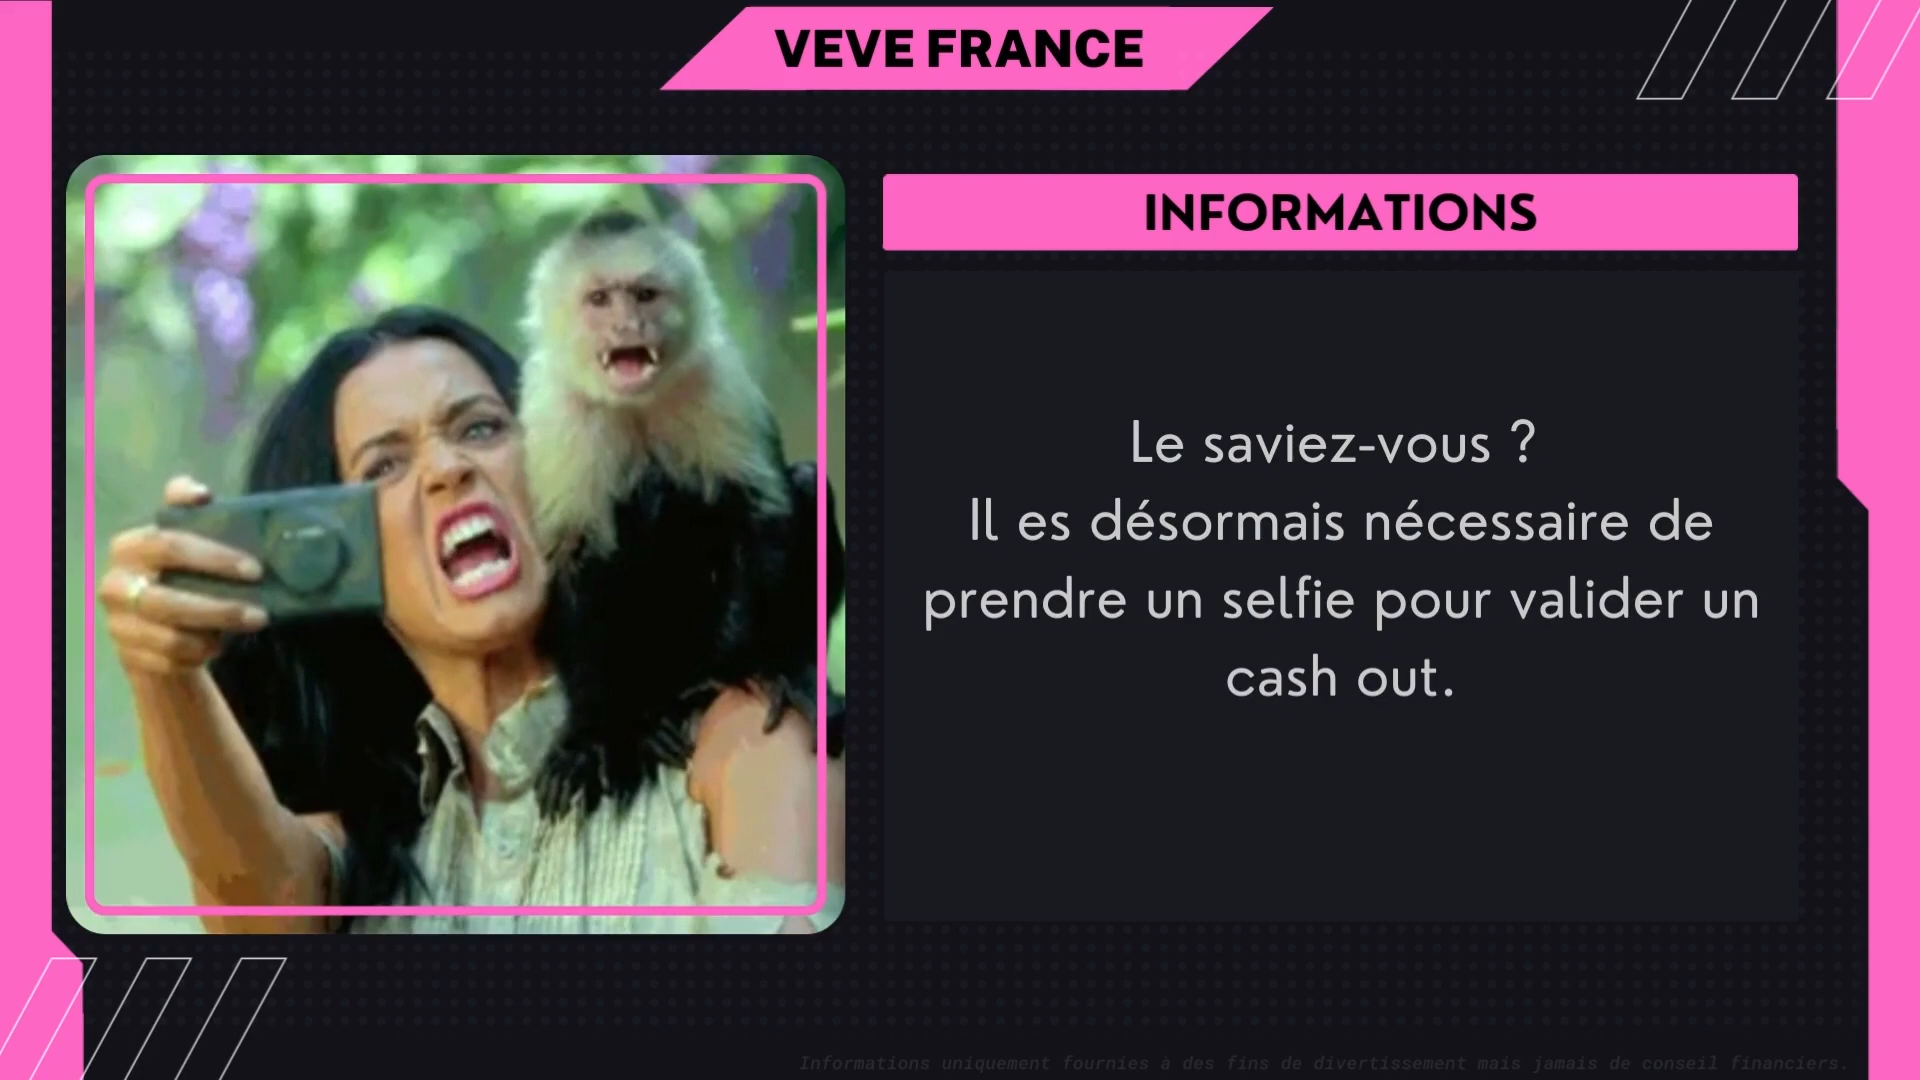 VEVE FRANCE
INFORMATIONS
Le saviez-vous ?
Il es désormais nécessaire de
prendre un selfie pour valider un
cash out.
Informations uniquement fournies à des fins de divertissement mais jamais de conseil financiers.